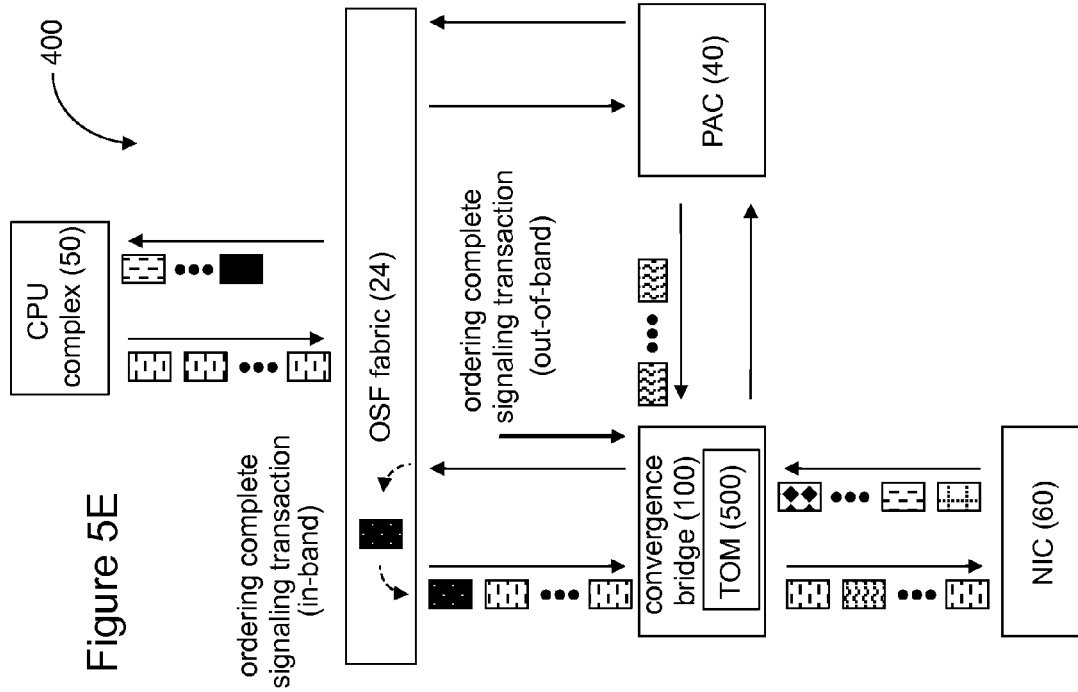 Figure 5E
400
CPU
complex (50)
ordering complete
signaling transaction
(in-band)
OSF fabric (24)
ordering complete
signaling transaction
(out-of-band)
convergence
bridge (100)
TOM (500)
PAC (40)
NIC (60)